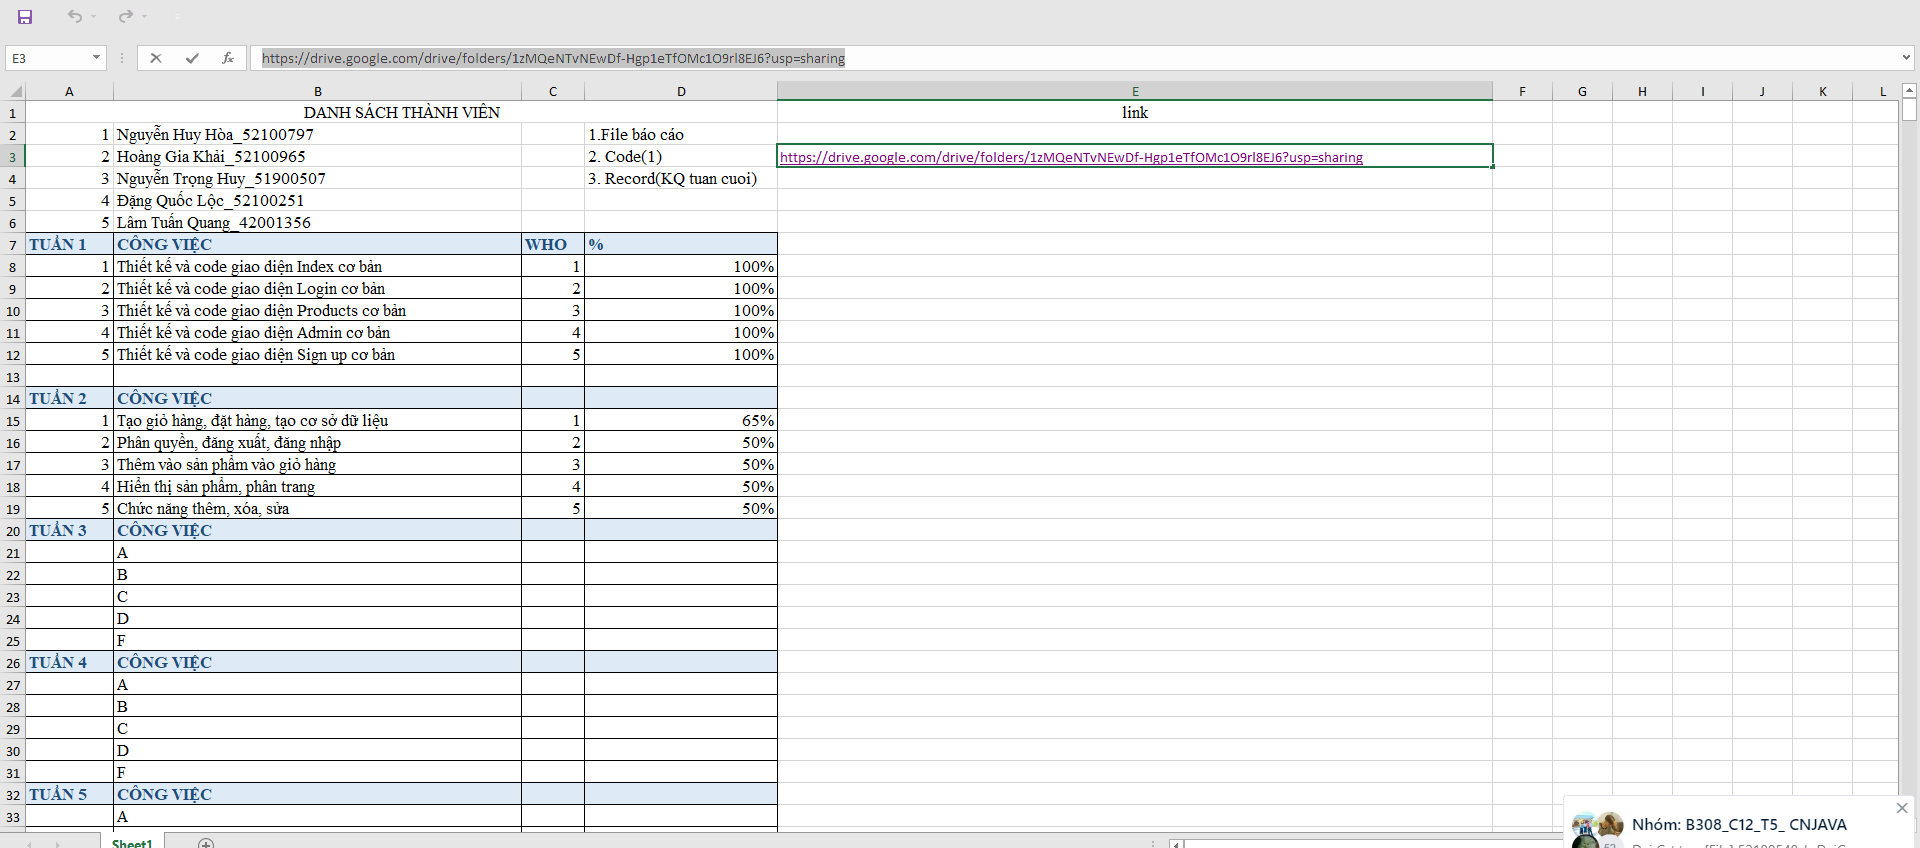 E3
fx
https://drive.google.com/drive/folders/1zMQeNTvNEwDf-Hgp1eTfOMc1O9rl8EJ6?usp=sharing
A B C D E F G H I J K L
1 DANH SÁCH THÀNH VIÊN link
2 1 Nguyễn Huy Hòa_52100797 1.File báo cáo
3 2 Hoàng Gia Khải_52100965 2. Code(1) https://drive.google.com/drive/folders/1zMQeNTvNEwDf-Hgp1eTfOMc1O9rl8EJ6?usp=sharing
4 3 Nguyễn Trọng Huy_51900507 3. Record(KQ tuan cuoi)
5 4 Đặng Quốc Lộc_52100251
6 5 Lâm Tuấn Quang_42001356
7 TUẦN 1 CÔNG VIỆC WHO %
8 1 Thiết kế và code giao diện Index cơ bản 1 100%
9 2 Thiết kế và code giao diện Login cơ bản 2 100%
10 3 Thiết kế và code giao diện Products cơ bản 3 100%
11 4 Thiết kế và code giao diện Admin cơ bản 4 100%
12 5 Thiết kế và code giao diện Sign up cơ bản 5 100%
13
14 TUẦN 2 CÔNG VIỆC
15 1 Tạo giỏ hàng, đặt hàng, tạo cơ sở dữ liệu 1 65%
16 2 Phân quyền, đăng xuất, đăng nhập 2 50%
17 3 Thêm vào sản phẩm vào giỏ hàng 3 50%
18 4 Hiển thị sản phẩm, phân trang 4 50%
19 5 Chức năng thêm, xóa, sửa 5 50%
20 TUẦN 3 CÔNG VIỆC
21 A
22 B
23 C
24 D
25 F
26 TUẦN 4 CÔNG VIỆC
27 A
28 B
29 C
30 D
31 F
32 TUẦN 5 CÔNG VIỆC
33 A
Sheet1
Nhóm: B308_C12_T5_ CNJAVA